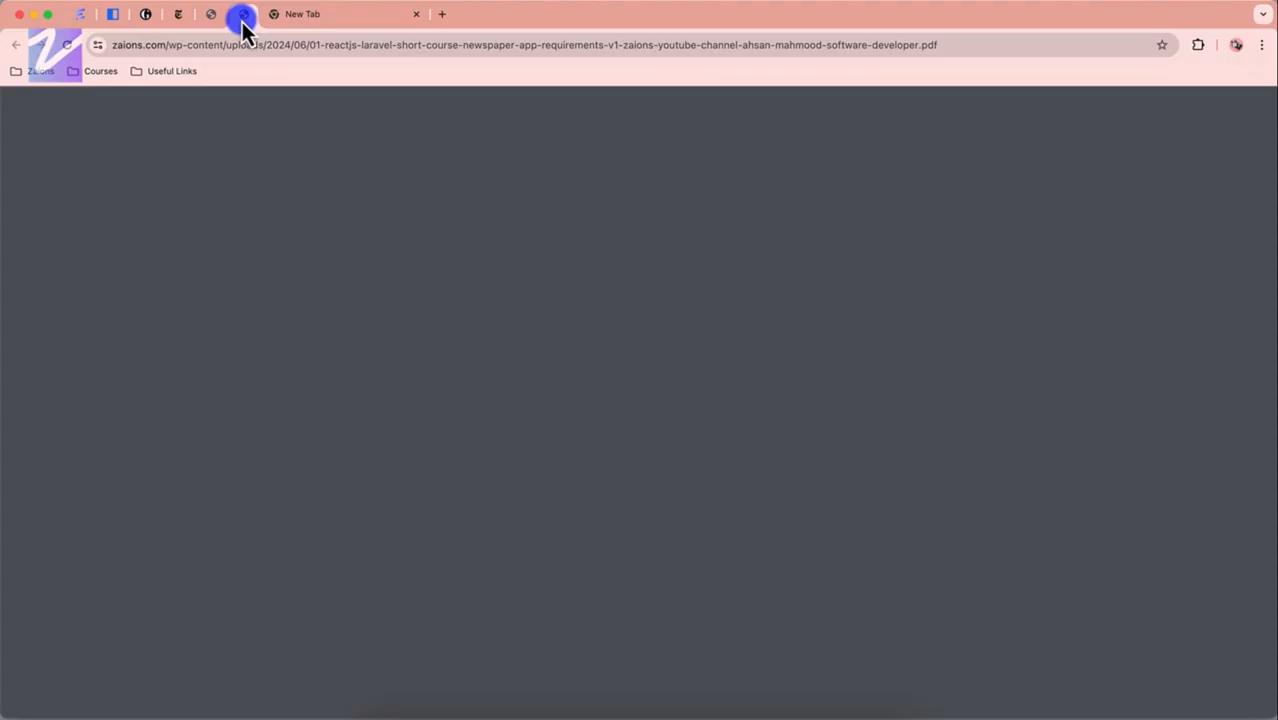 New Tab
zaions.com/wp-content/uploads/2024/06/01-reactjs-laravel-short-course-newspaper-app-requirements-v1-zaions-youtube-channel-ahsan-mahmood-software-developer.pdf
Zaions Courses Useful Links